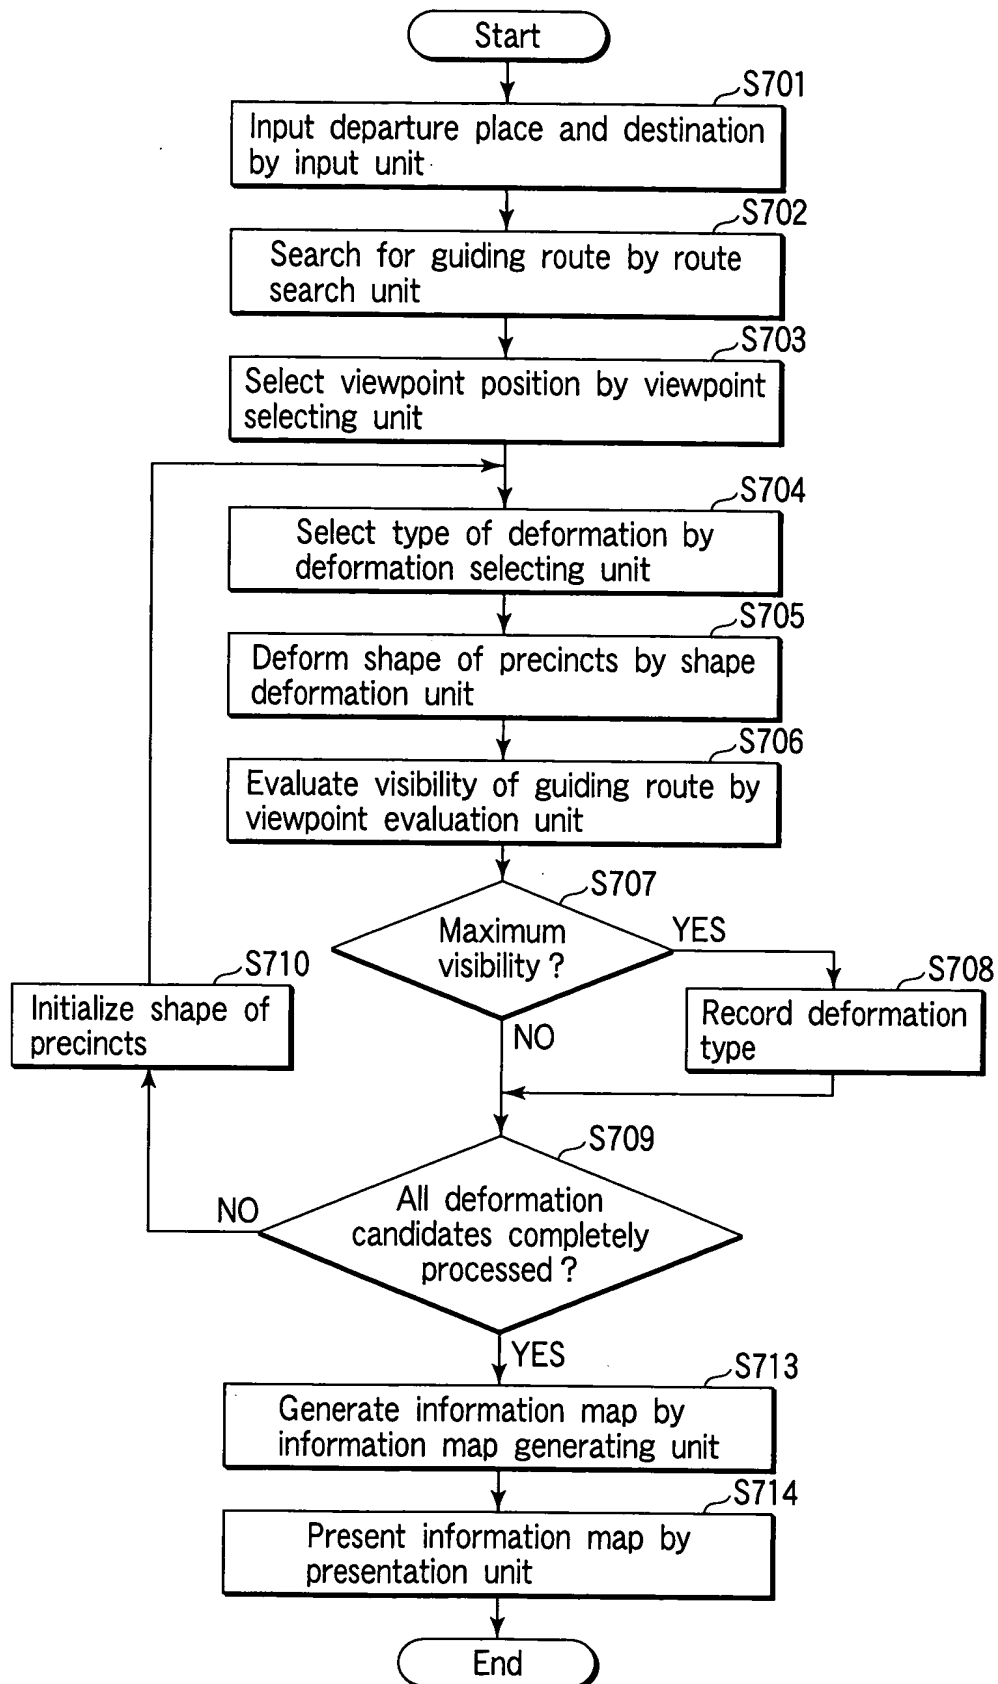 Start
S701
Input departure place and destination
by input unit
S702
Search for guiding route by route
search unit
S703
Select viewpoint position by viewpoint
selecting unit
S704
Select type of deformation by
deformation selecting unit
S705
Deform shape of precincts by shape
deformation unit
S706
Evaluate visibility of guiding route by
viewpoint evaluation unit
S707
Maximum
visibility ?
YES
NO
S708
Record deformation
type
S710
Initialize shape of
precincts
S709
All deformation
candidates completely
processed ?
NO
YES
S713
Generate information map by
information map generating unit
S714
Present information map by
presentation unit
End